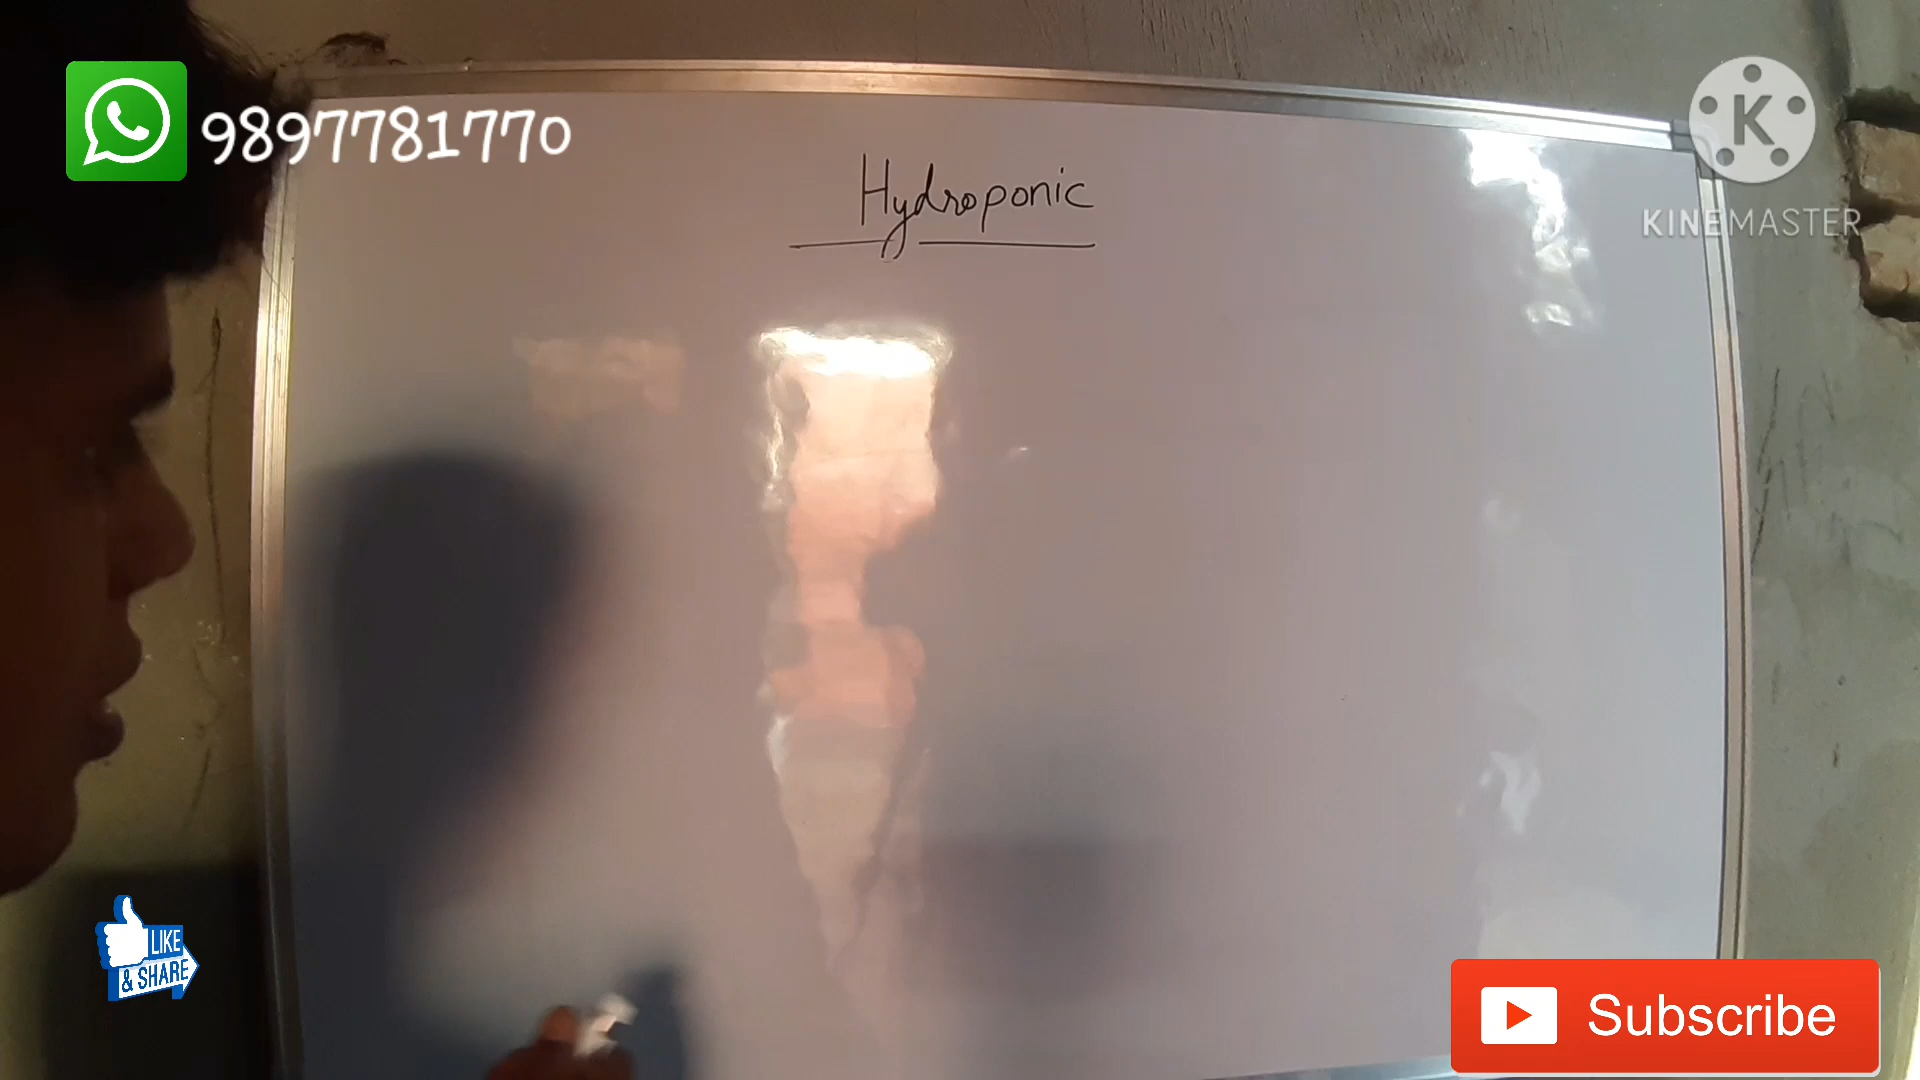 9897781770
Hydroponic
K
KINEMASTER
LIKE
& SHARE
Subscribe